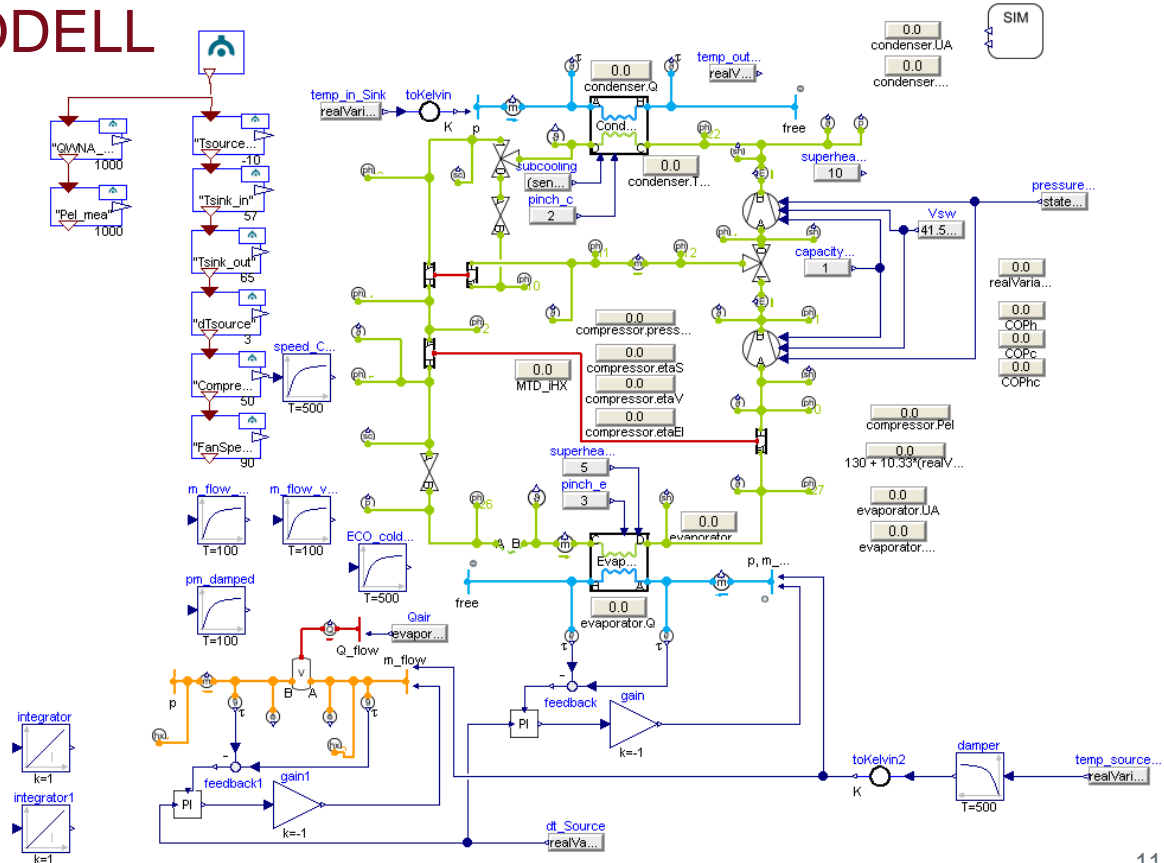 ODELL
SIM
0.0
condenser.UA
0.0
condenser....
temp_in_Sink
realVari...
toKelvin
K
p
0.0
condenser.Q
temp_out...
realV...
free
A
B
Cond...
C
22
0.0
condenser.T...
subcooling
(sen...
pinch_c
2
superhea...
10
pressure...
state...
Vsw
41.5...
capacity...
1
"QWNA_...
1000
"Pel_mea"
1000
"Tsource...
-10
"Tsink_in"
57
"Tsink_out"
65
"dTsource"
3
"Compre...
50
"FanSpe...
90
speed_C...
T=500
11
12
10
0.0
compressor.press...
0.0
compressor.etaS
0.0
compressor.etaV
0.0
compressor.etaEl
0.0
MTD_iHX
0.0
realVaria...
0.0
COPh
0.0
COPc
0.0
COPhc
0.0
compressor.Pel
0.0
130 + 10.33*(realV...
0.0
evaporator.UA
0.0
evaporator....
m_flow_...
T=100
m_flow_v...
T=100
ECO_cold...
T=500
pm_damped
T=100
superhea...
5
pinch_e
3
26
27
A B
0.0
evaporator
C
D
Evap...
B
A
free
p, m_...
0.0
evaporator.Q
Qair
evapor...
Q_flow
m_flow
V
B
A
p
feedback
PI
gain
k=-1
integrator
k=1
integrator1
k=1
feedback1
PI
gain1
k=-1
toKelvin2
K
damper
T=500
temp_source...
realVari...
dt_Source
realVa...
11